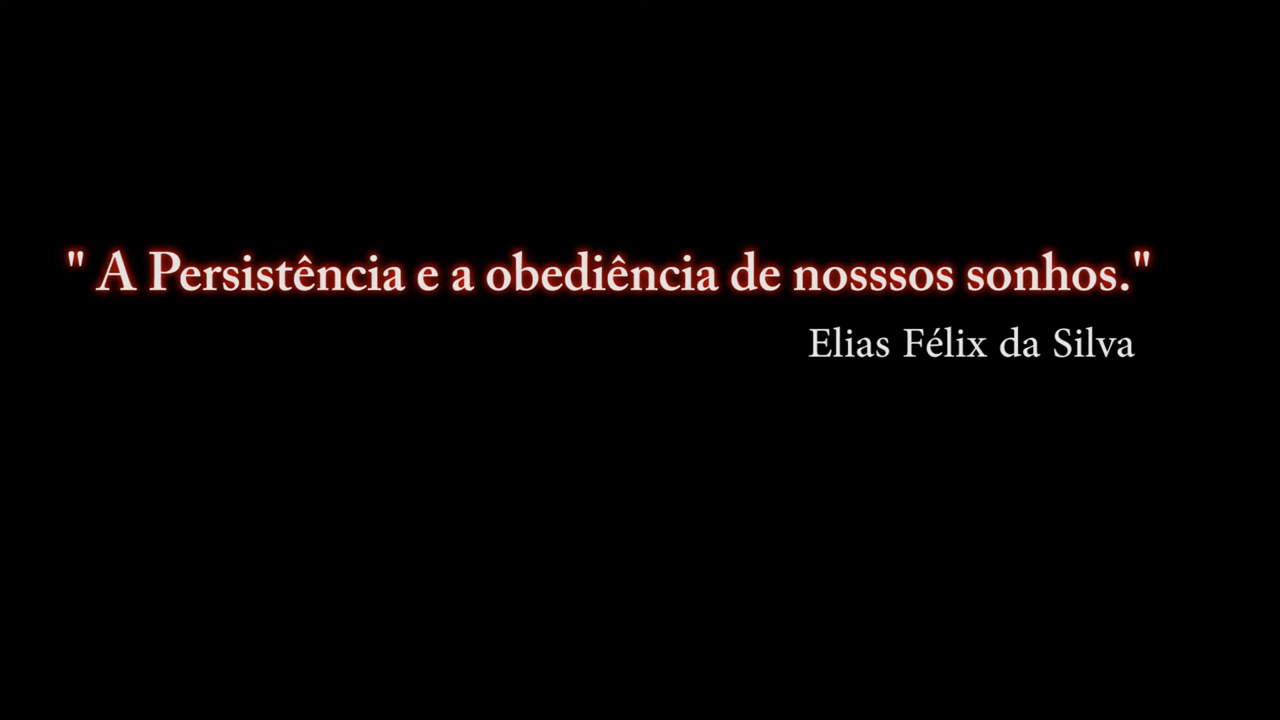 " A Persistência e a obediência de nosssos sonhos."
Elias Félix da Silva